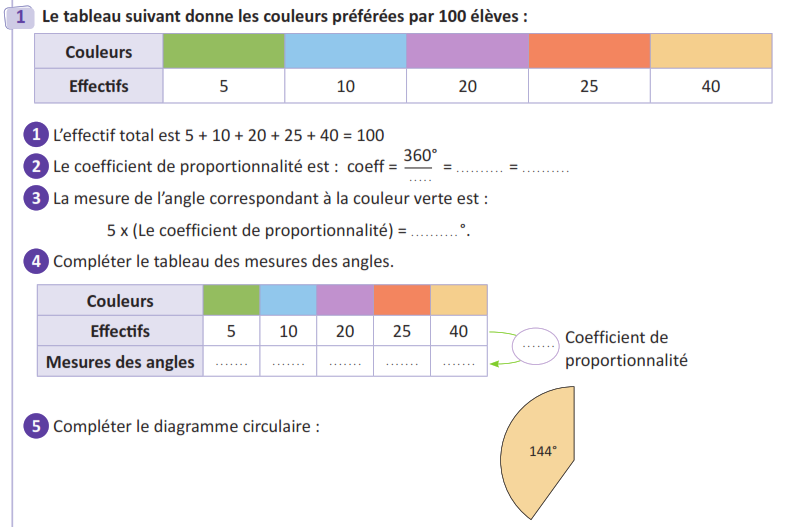 1 Le tableau suivant donne les couleurs préférées par 100 élèves :
Couleurs
Effectifs 5 10 20 25 40
1 L'effectif total est 5 + 10 + 20 + 25 + 40 = 100
2 Le coefficient de proportionnalité est : coeff = 360°/..... = .......... = ..........
3 La mesure de l'angle correspondant à la couleur verte est :
5 x (Le coefficient de proportionnalité) = ..........°.
4 Compléter le tableau des mesures des angles.
Couleurs
Effectifs 5 10 20 25 40
Mesures des angles ....... ....... ....... ....... .......
....... Coefficient de
proportionnalité
5 Compléter le diagramme circulaire :
144°